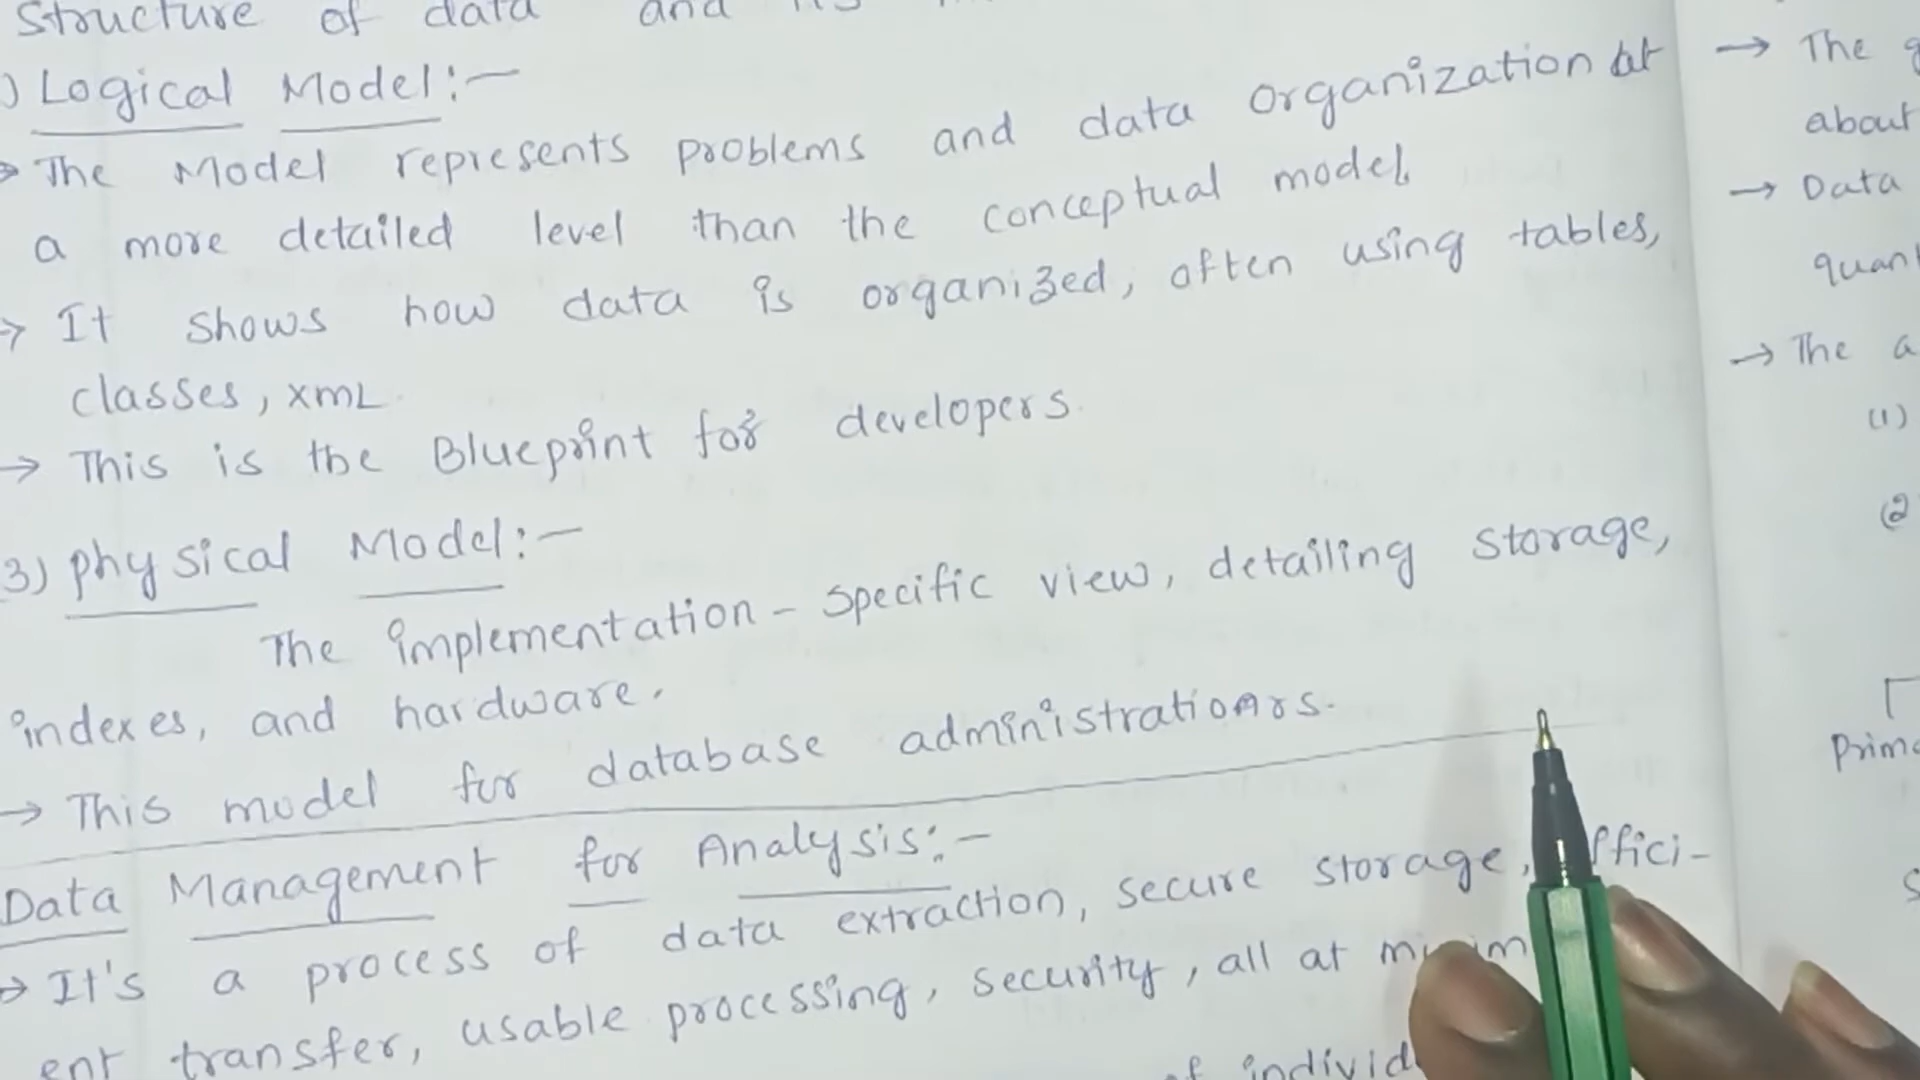 Structure of data and its
) Logical Model:-
→ The Model represents problems and data organization at
a more detailed level than the conceptual model.
→ It shows how data is organized, often using tables,
classes, XML.
→ This is the Blueprint for developers.
3) physical Model:-
The implementation - specific view, detailing storage,
indexes, and hardware.
→ This model for database administrationrs.
Data Management for Analysis:-
→ It's a process of data extraction, secure storage, effici-
ent transfer, usable processing, security, all at
of
→ The
about
→ Data
→ The a
(1)
(2